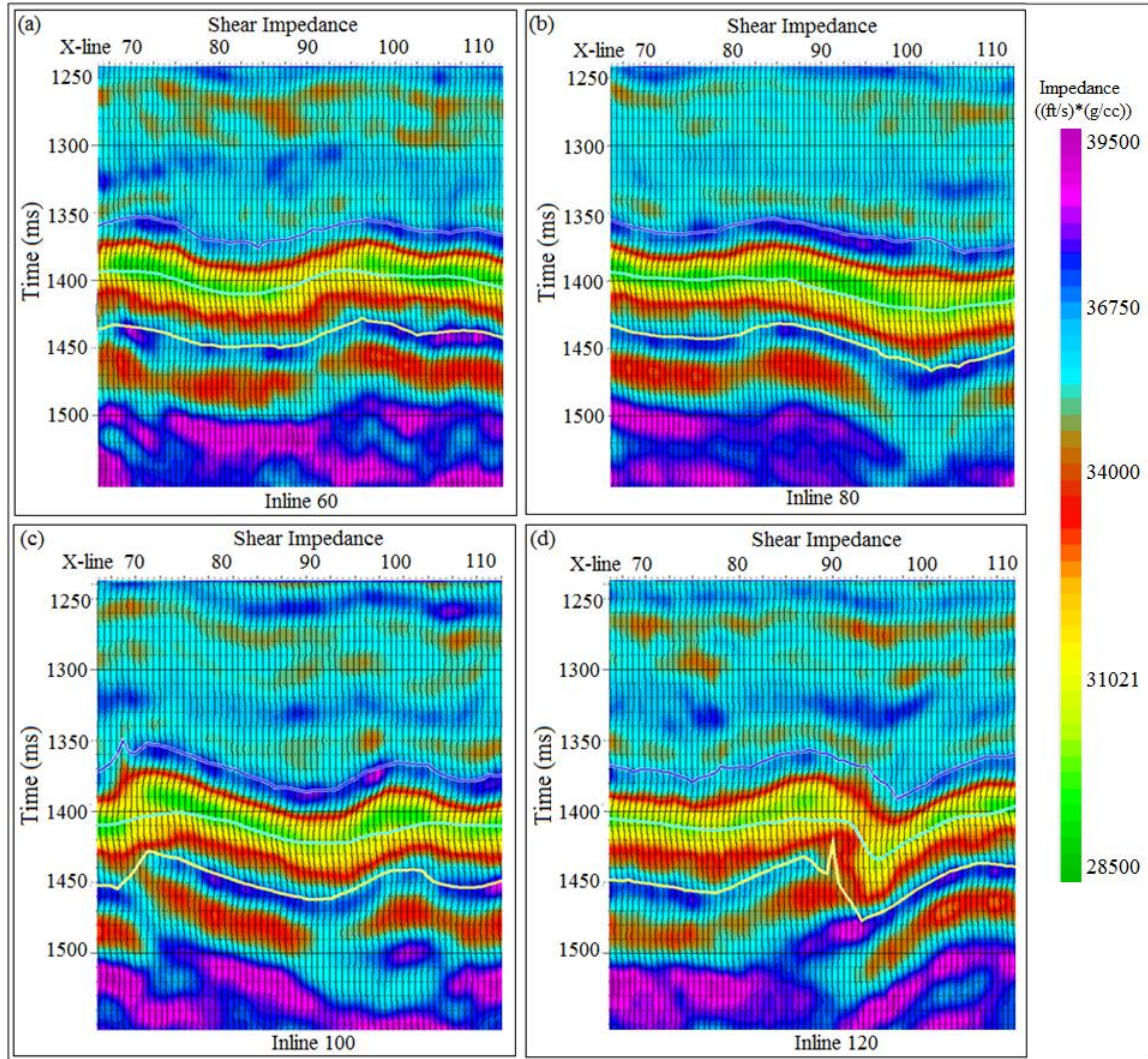 (a) Shear Impedance
X-line 70 80 90 100 110
1250
1300
1350
1400
1450
1500
Time (ms)
Inline 60
(b) Shear Impedance
X-line 70 80 90 100 110
1250
1300
1350
1400
1450
1500
Time (ms)
Inline 80
(c) Shear Impedance
X-line 70 80 90 100 110
1250
1300
1350
1400
1450
1500
Time (ms)
Inline 100
(d) Shear Impedance
X-line 70 80 90 100 110
1250
1300
1350
1400
1450
1500
Time (ms)
Inline 120
Impedance
((ft/s)*(g/cc))
39500
36750
34000
31021
28500